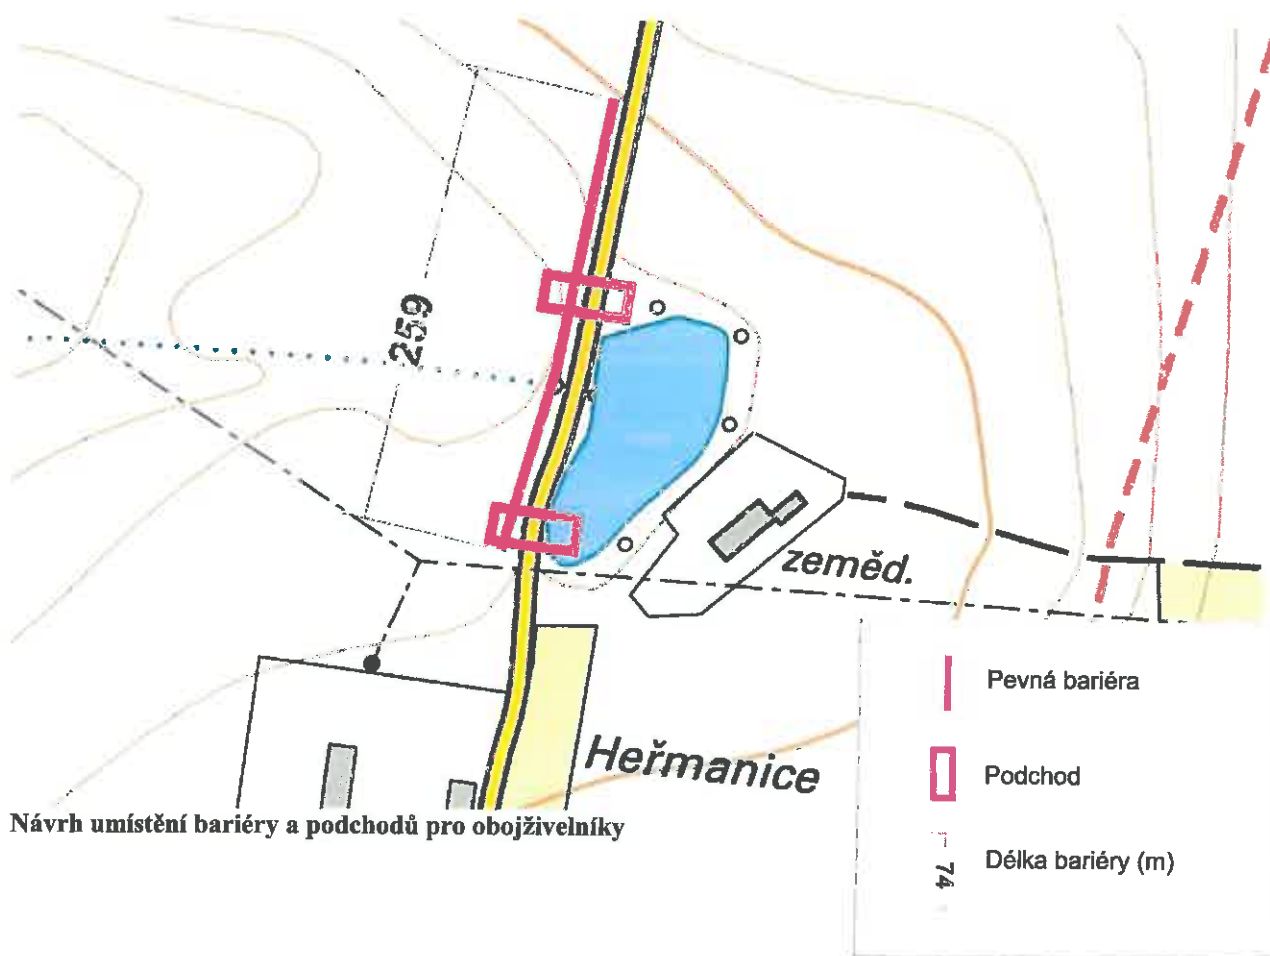 259
zeměd.
Heřmanice
Návrh umístění bariéry a podchodů pro obojživelníky
Pevná bariéra
Podchod
74
Délka bariéry (m)